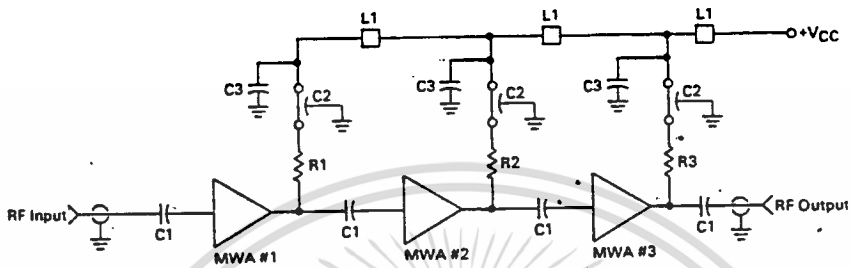 L1 L1 L1
+VCC
C3 C2 C3 C2 C3 C2
R1 R2 R3
RF Input C1 C1 C1 C1 RF Output
MWA #1 MWA #2 MWA #3